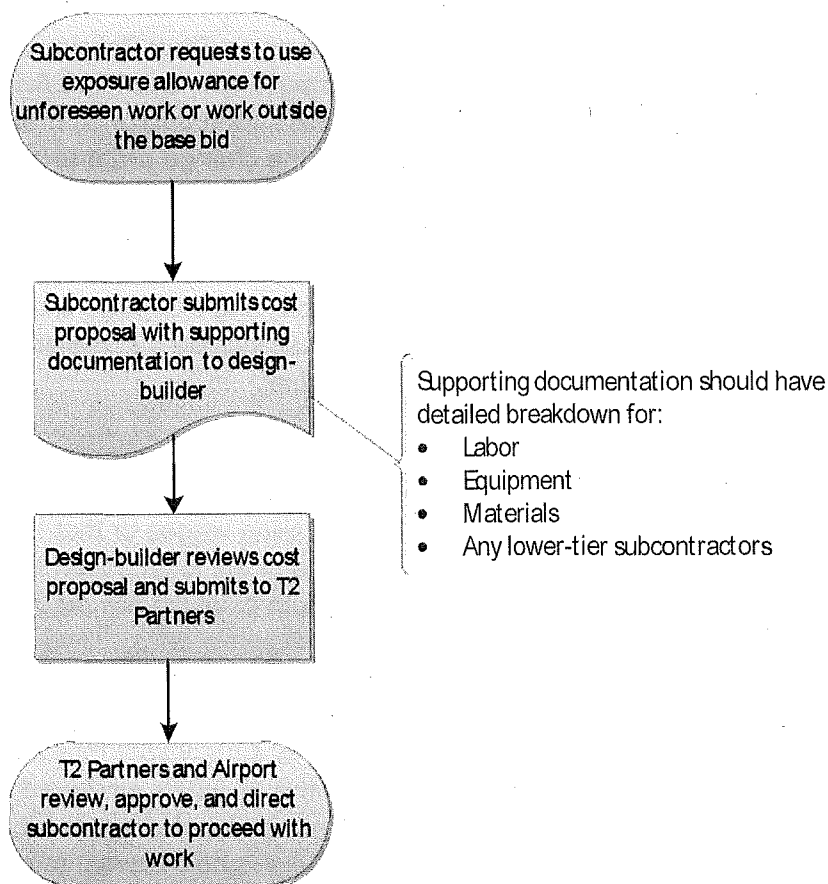 Subcontractor requests to use
exposure allowance for
unforeseen work or work outside
the base bid
Subcontractor submits cost
proposal with supporting
documentation to design-
builder
Supporting documentation should have
detailed breakdown for:
• Labor
• Equipment
• Materials
• Any lower-tier subcontractors
Design-builder reviews cost
proposal and submits to T2
Partners
T2 Partners and Airport
review, approve, and direct
subcontractor to proceed with
work